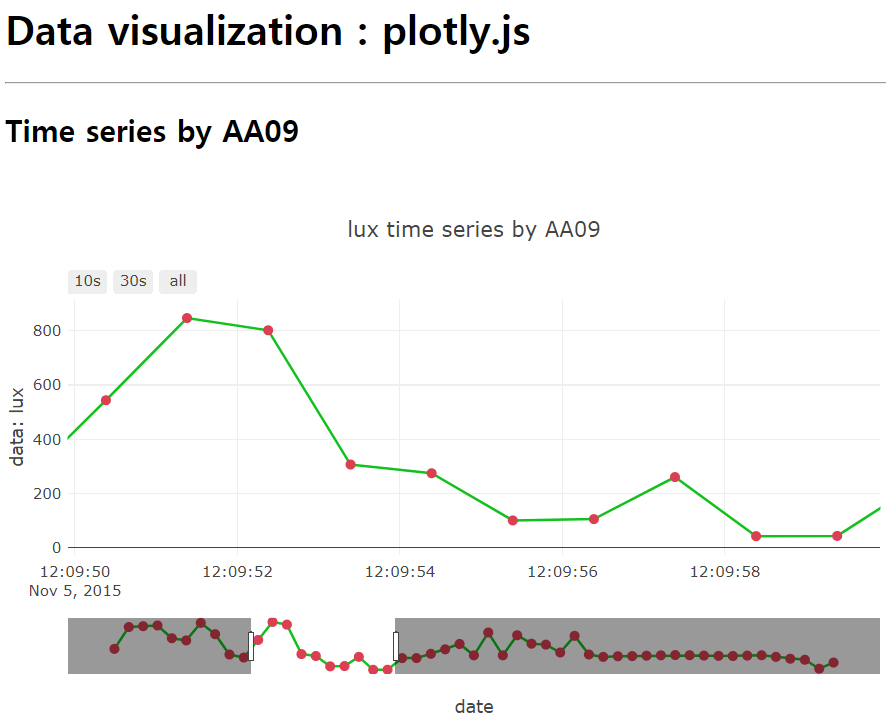 Data visualization : plotly.js
Time series by AA09
lux time series by AA09
10s 30s all
data: lux
800
600
400
200
0
12:09:50 12:09:52 12:09:54 12:09:56 12:09:58
Nov 5, 2015
date